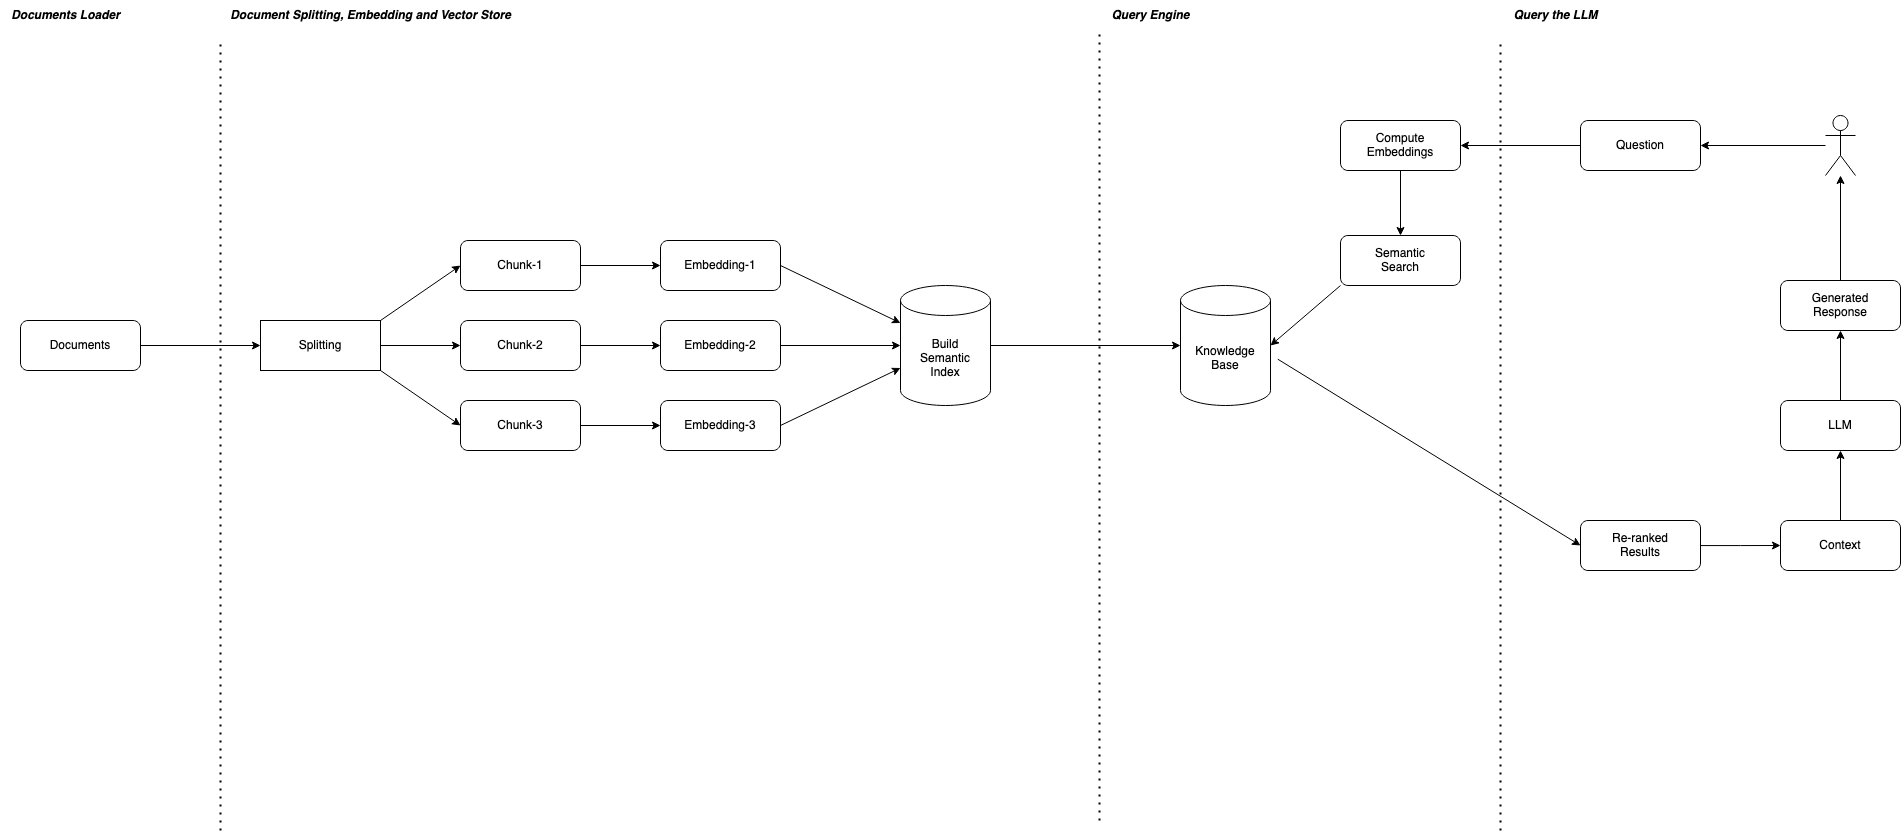 Documents Loader
Document Splitting, Embedding and Vector Store
Query Engine
Query the LLM
Documents
Splitting
Chunk-1
Chunk-2
Chunk-3
Embedding-1
Embedding-2
Embedding-3
Build
Semantic
Index
Knowledge
Base
Compute
Embeddings
Semantic
Search
Question
Re-ranked
Results
Context
LLM
Generated
Response